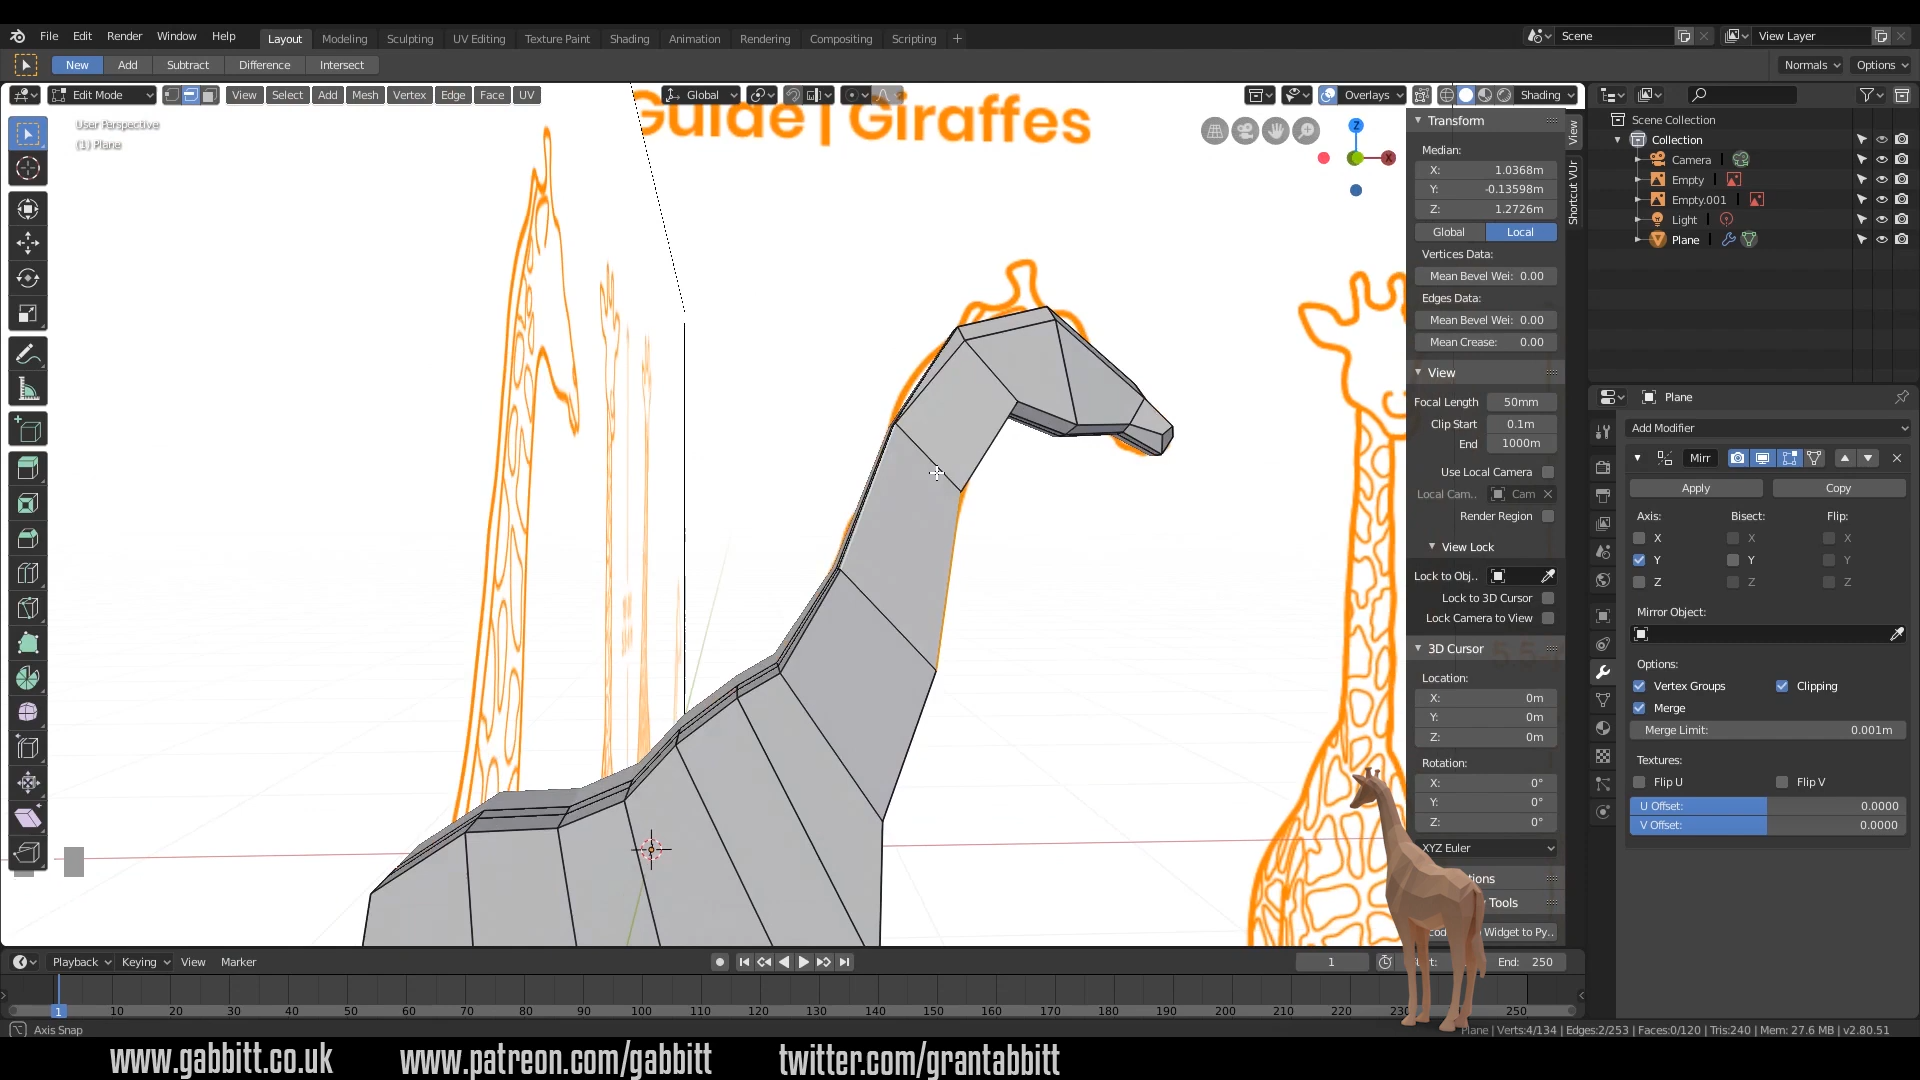 File Edit Render Window Help Layout Modeling Sculpting UV Editing Texture Paint Shading Animation Rendering Compositing Scripting + Scene View Layer
New Add Subtract Difference Intersect Normals Options
Edit Mode View Select Add Mesh Vertex Edge Face UV Global Overlays Shading
Guide | Giraffes
User Perspective
(1) Plane
Transform
Median:
X: 1.0368m
Y: -0.13598m
Z: 1.2726m
Global Local
Vertices Data:
Mean Bevel Wei: 0.00
Edges Data:
Mean Bevel Wei: 0.00
Mean Crease: 0.00
View
Focal Length 50mm
Clip Start 0.1m
End 1000m
Use Local Camera
Local Cam.. Cam
Render Region
View Lock
Lock to Obj..
Lock to 3D Cursor
Lock Camera to View
3D Cursor
Location:
X: 0m
Y: 0m
Z: 0m
Rotation:
X: 0°
Y: 0°
Z: 0°
XYZ Euler
Tools
Widget to Py..
View
Shortcut VUr
Z
X
Scene Collection
Collection
Camera
Empty
Empty.001
Light
Plane
Plane
Add Modifier
Mirr
Apply Copy
Axis: Bisect: Flip:
X X X
Y Y Y
Z Z Z
Mirror Object:
Options:
Vertex Groups Clipping
Merge
Merge Limit: 0.001m
Textures:
Flip U Flip V
U Offset: 0.0000
V Offset: 0.0000
Playback Keying View Marker 1 End: 250
1 10 20 30 40 50 60 70 80 90 100 110 120 130 140 150 160 170 180 190 200 210 220 230 250
Axis Snap
Plane | Verts:4/134 | Edges:2/253 | Faces:0/120 | Tris:240 | Mem: 27.6 MB | v2.80.51
www.gabbitt.co.uk www.patreon.com/gabbitt twitter.com/grantabbitt